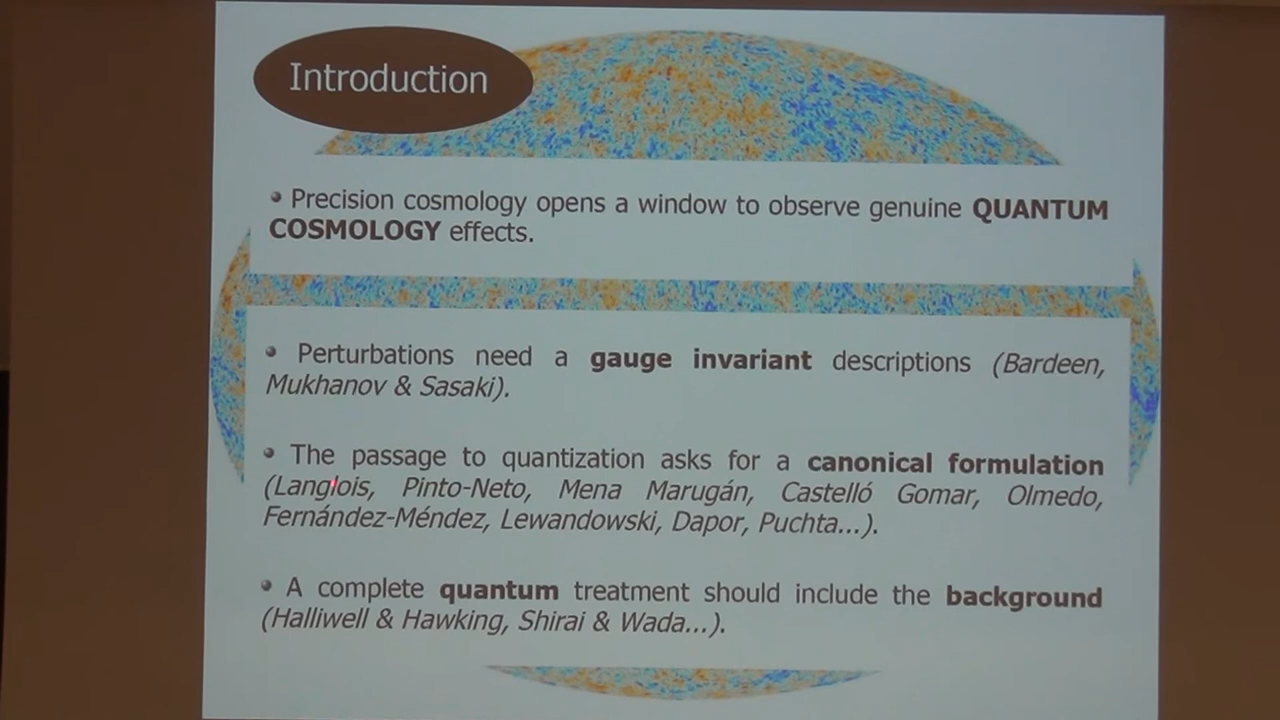 Introduction
• Precision cosmology opens a window to observe genuine QUANTUM
COSMOLOGY effects.
• Perturbations need a gauge invariant descriptions (Bardeen,
Mukhanov & Sasaki).
• The passage to quantization asks for a canonical formulation
(Langlois, Pinto-Neto, Mena Marugán, Castelló Gomar, Olmedo,
Fernández-Méndez, Lewandowski, Dapor, Puchta...).
• A complete quantum treatment should include the background
(Halliwell & Hawking, Shirai & Wada...).